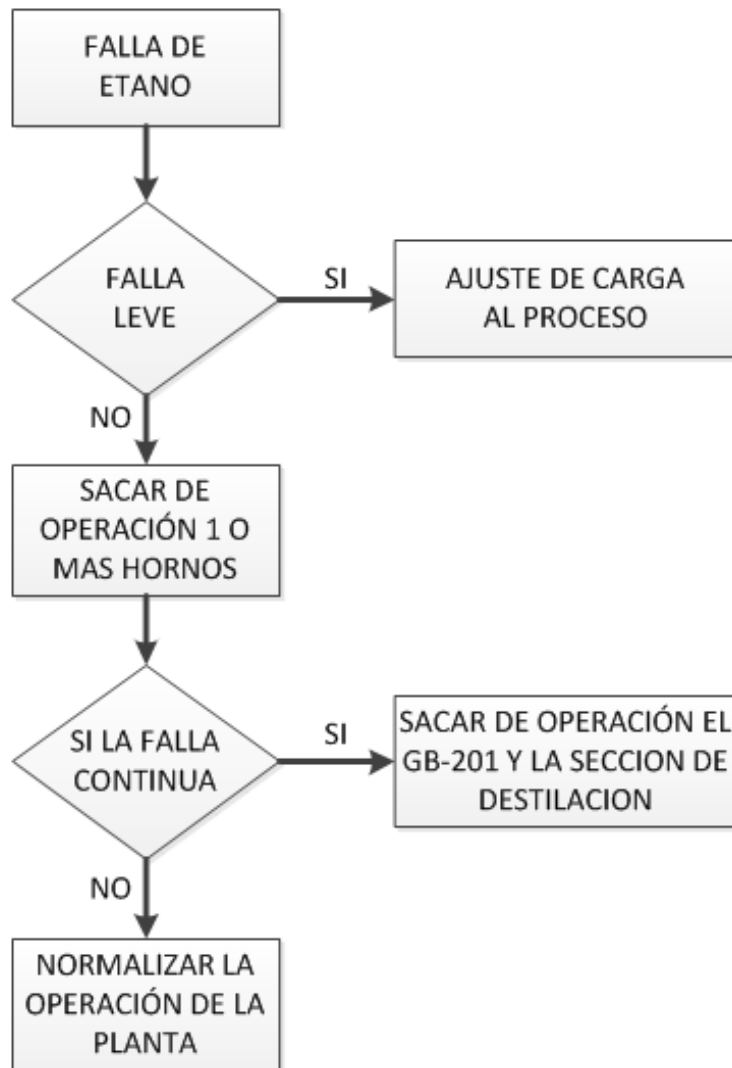 FALLA DE
ETANO
FALLA
LEVE
SI
AJUSTE DE CARGA
AL PROCESO
NO
SACAR DE
OPERACIÓN 1 O
MAS HORNOS
SI LA FALLA
CONTINUA
SI
SACAR DE OPERACIÓN EL
GB-201 Y LA SECCION DE
DESTILACION
NO
NORMALIZAR LA
OPERACIÓN DE LA
PLANTA